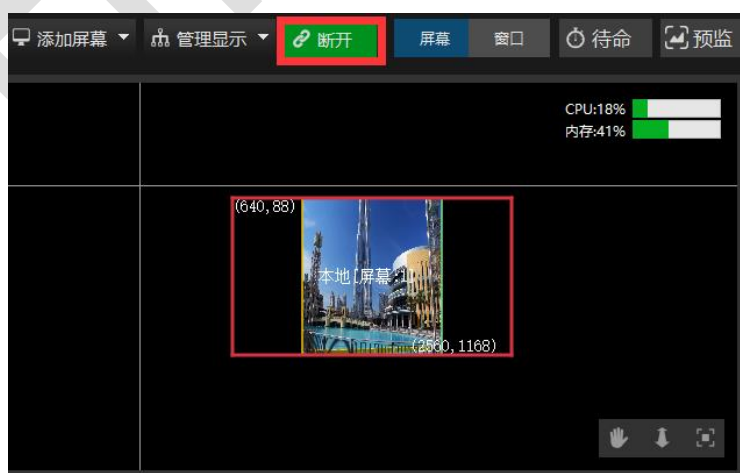 添加屏幕 管理显示 断开 屏幕 窗口 待命 预监
CPU:18%
内存:41%
(640,88)
本地[屏幕:1]
(2560,1168)